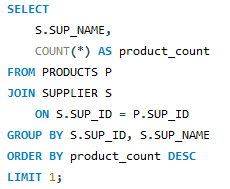 SELECT
S.SUP_NAME,
COUNT(*) AS product_count
FROM PRODUCTS P
JOIN SUPPLIER S
ON S.SUP_ID = P.SUP_ID
GROUP BY S.SUP_ID, S.SUP_NAME
ORDER BY product_count DESC
LIMIT 1;